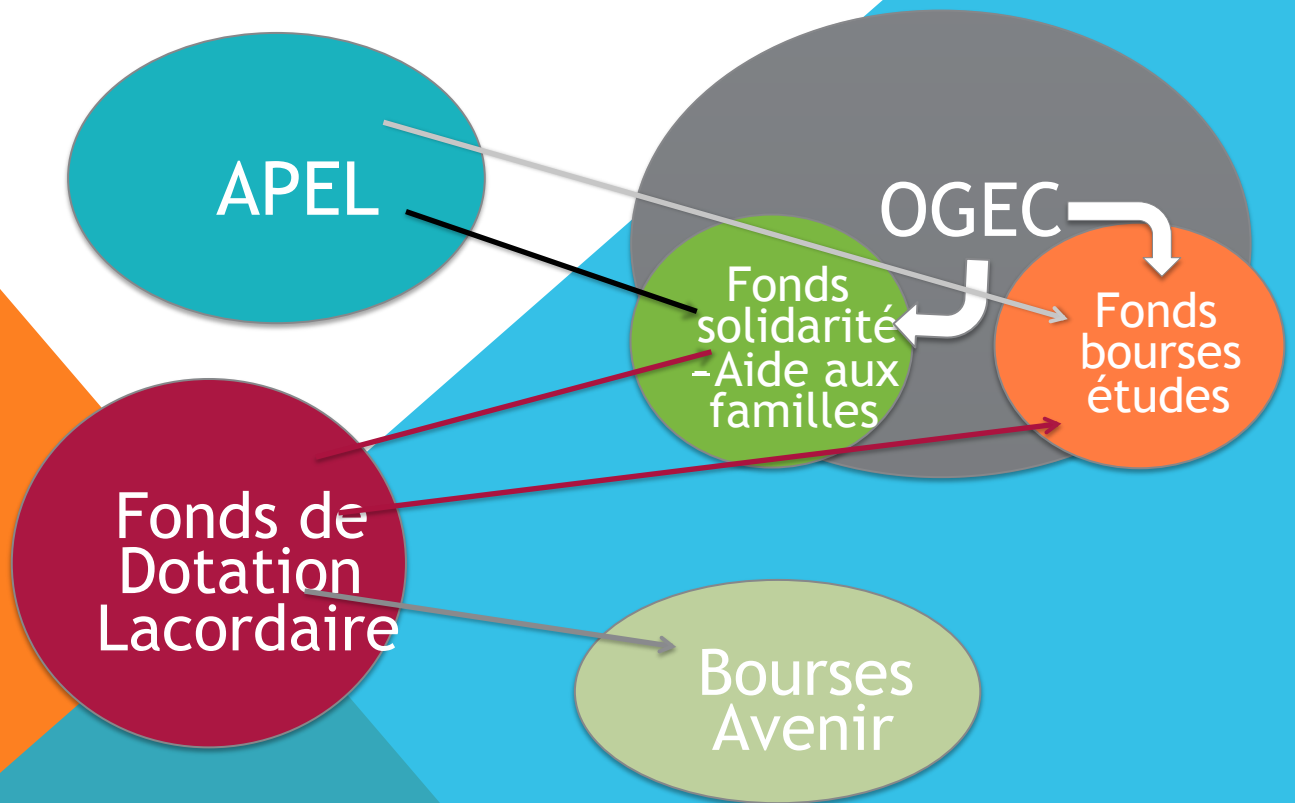 APEL
OGEC
Fonds
solidarité
-Aide aux
familles
Fonds
bourses
études
Fonds de
Dotation
Lacordaire
Bourses
Avenir